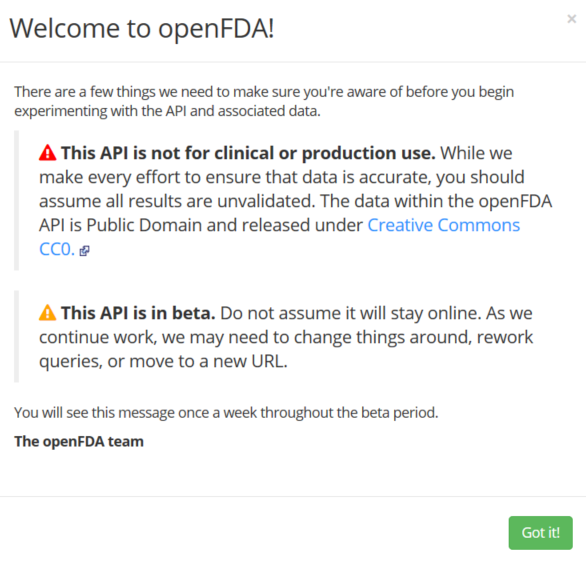 Welcome to openFDA!
×
There are a few things we need to make sure you're aware of before you begin
experimenting with the API and associated data.
This API is not for clinical or production use. While we
make every effort to ensure that data is accurate, you should
assume all results are unvalidated. The data within the openFDA
API is Public Domain and released under Creative Commons
CC0.
This API is in beta. Do not assume it will stay online. As we
continue work, we may need to change things around, rework
queries, or move to a new URL.
You will see this message once a week throughout the beta period.
The openFDA team
Got it!